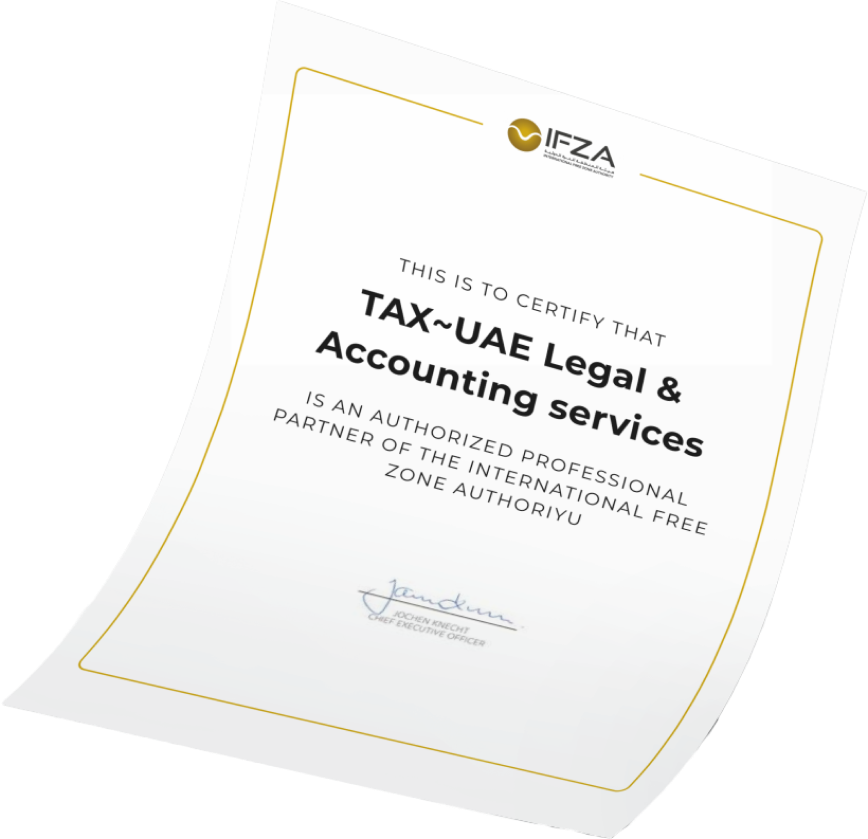 IFZA
INTERNATIONAL FREE ZONE AUTHORITY
THIS IS TO CERTIFY THAT
TAX~UAE Legal &
Accounting services
IS AN AUTHORIZED PROFESSIONAL
PARTNER OF THE INTERNATIONAL FREE
ZONE AUTHORIYU
JOCHEN KNECHT
CHIEF EXECUTIVE OFFICER